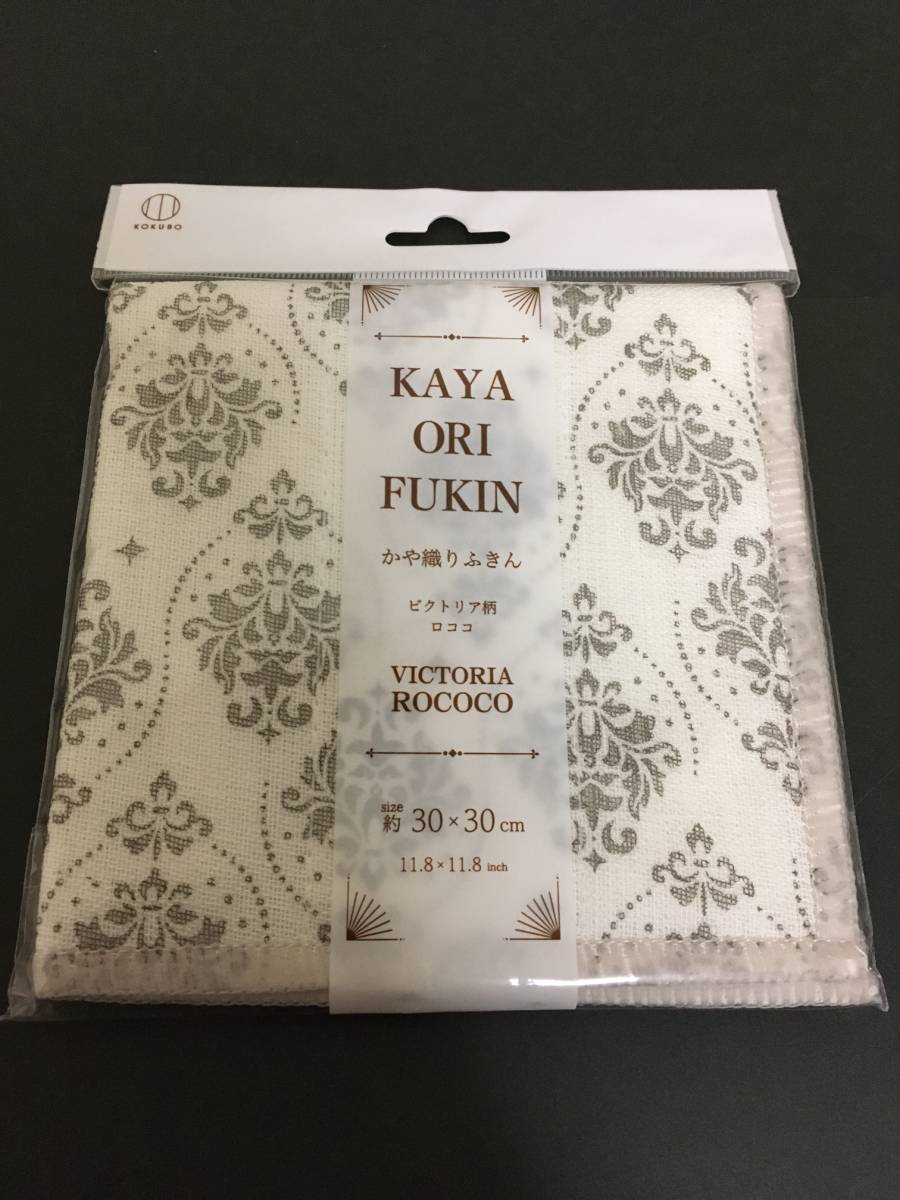 KOKUBO
KAYA
ORI
FUKIN
かや織りふきん
ビクトリア柄
ロココ
VICTORIA
ROCOCO
size
約 30×30cm
11.8×11.8 inch